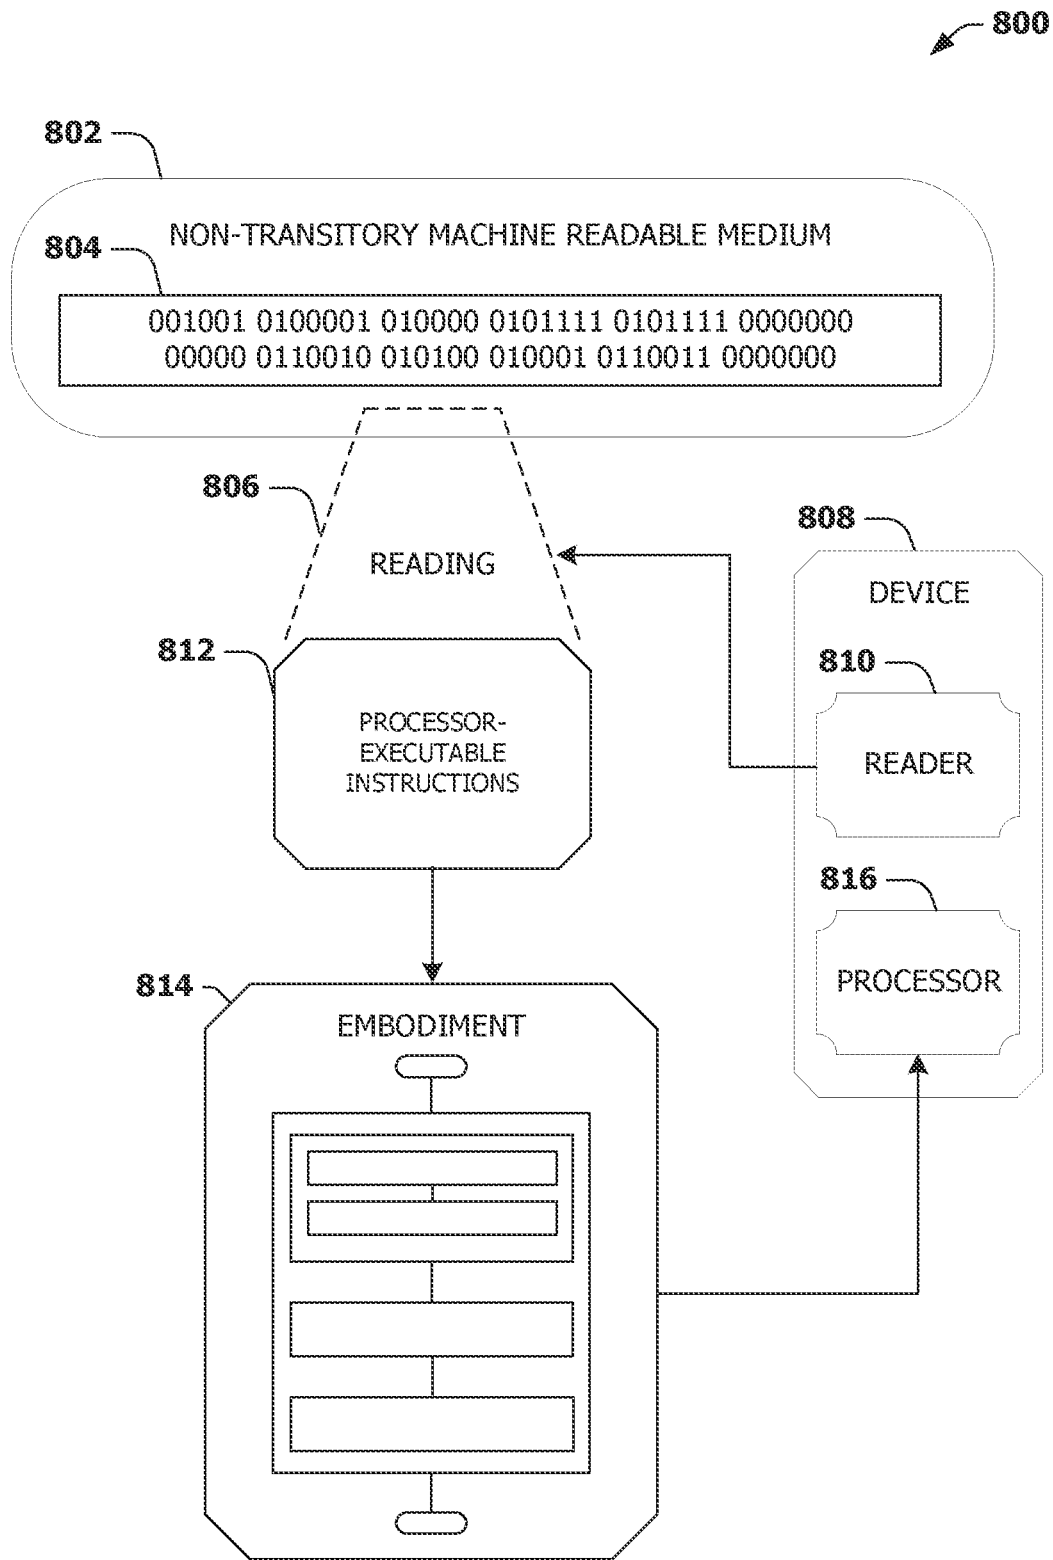 800
802
NON-TRANSITORY MACHINE READABLE MEDIUM
804
001001 0100001 010000 0101111 0101111 0000000
00000 0110010 010100 010001 0110011 0000000
806
READING
808
DEVICE
810
READER
812
PROCESSOR-
EXECUTABLE
INSTRUCTIONS
816
PROCESSOR
814
EMBODIMENT